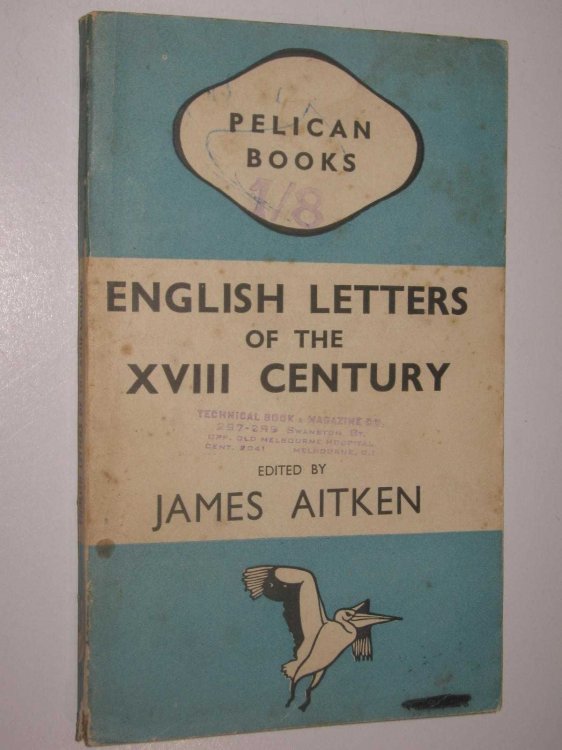 PELICAN
BOOKS
1/8
ENGLISH LETTERS
OF THE
XVIII CENTURY
TECHNICAL BOOK & MAGAZINE CO.
297-299 SWANSTON ST.
OPP. OLD MELBOURNE HOSPITAL
CENT. 2041 MELBOURNE, C.1
EDITED BY
JAMES AITKEN